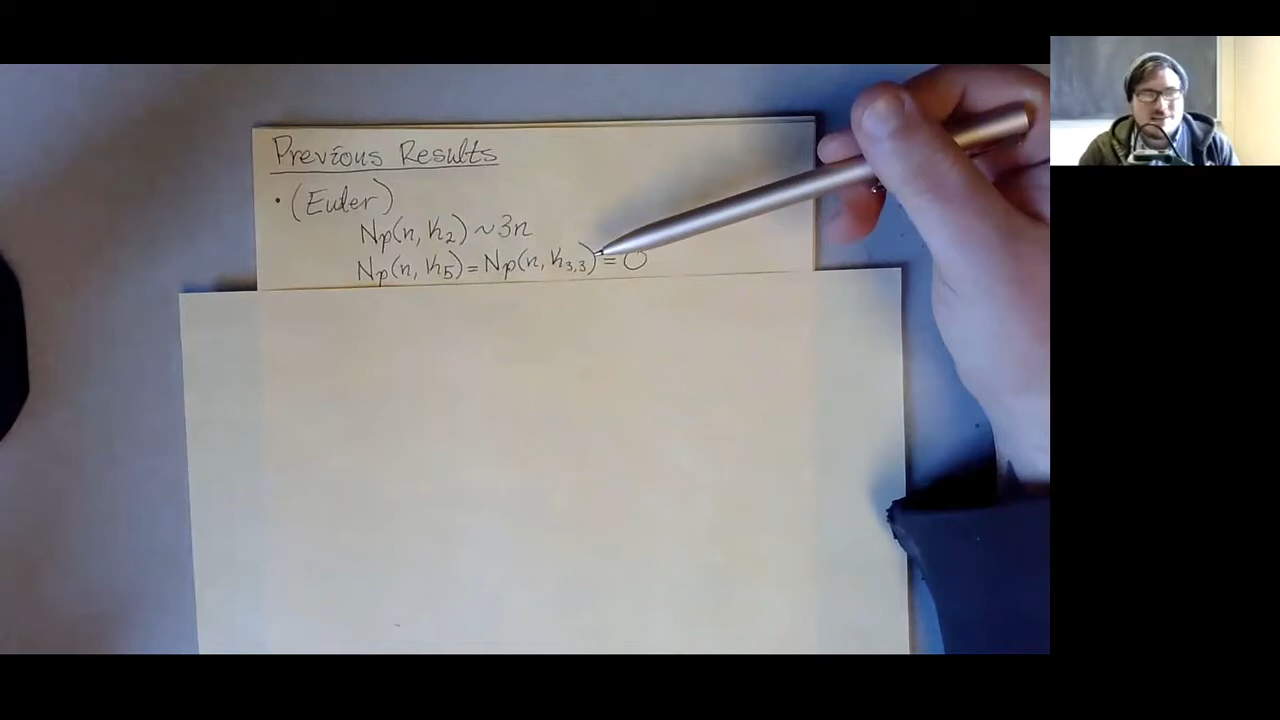 Previous Results
• (Euler)
Np(n, K₂) ~ 3n
Np(n, K₅) = Np(n, K₃,₃) = 0